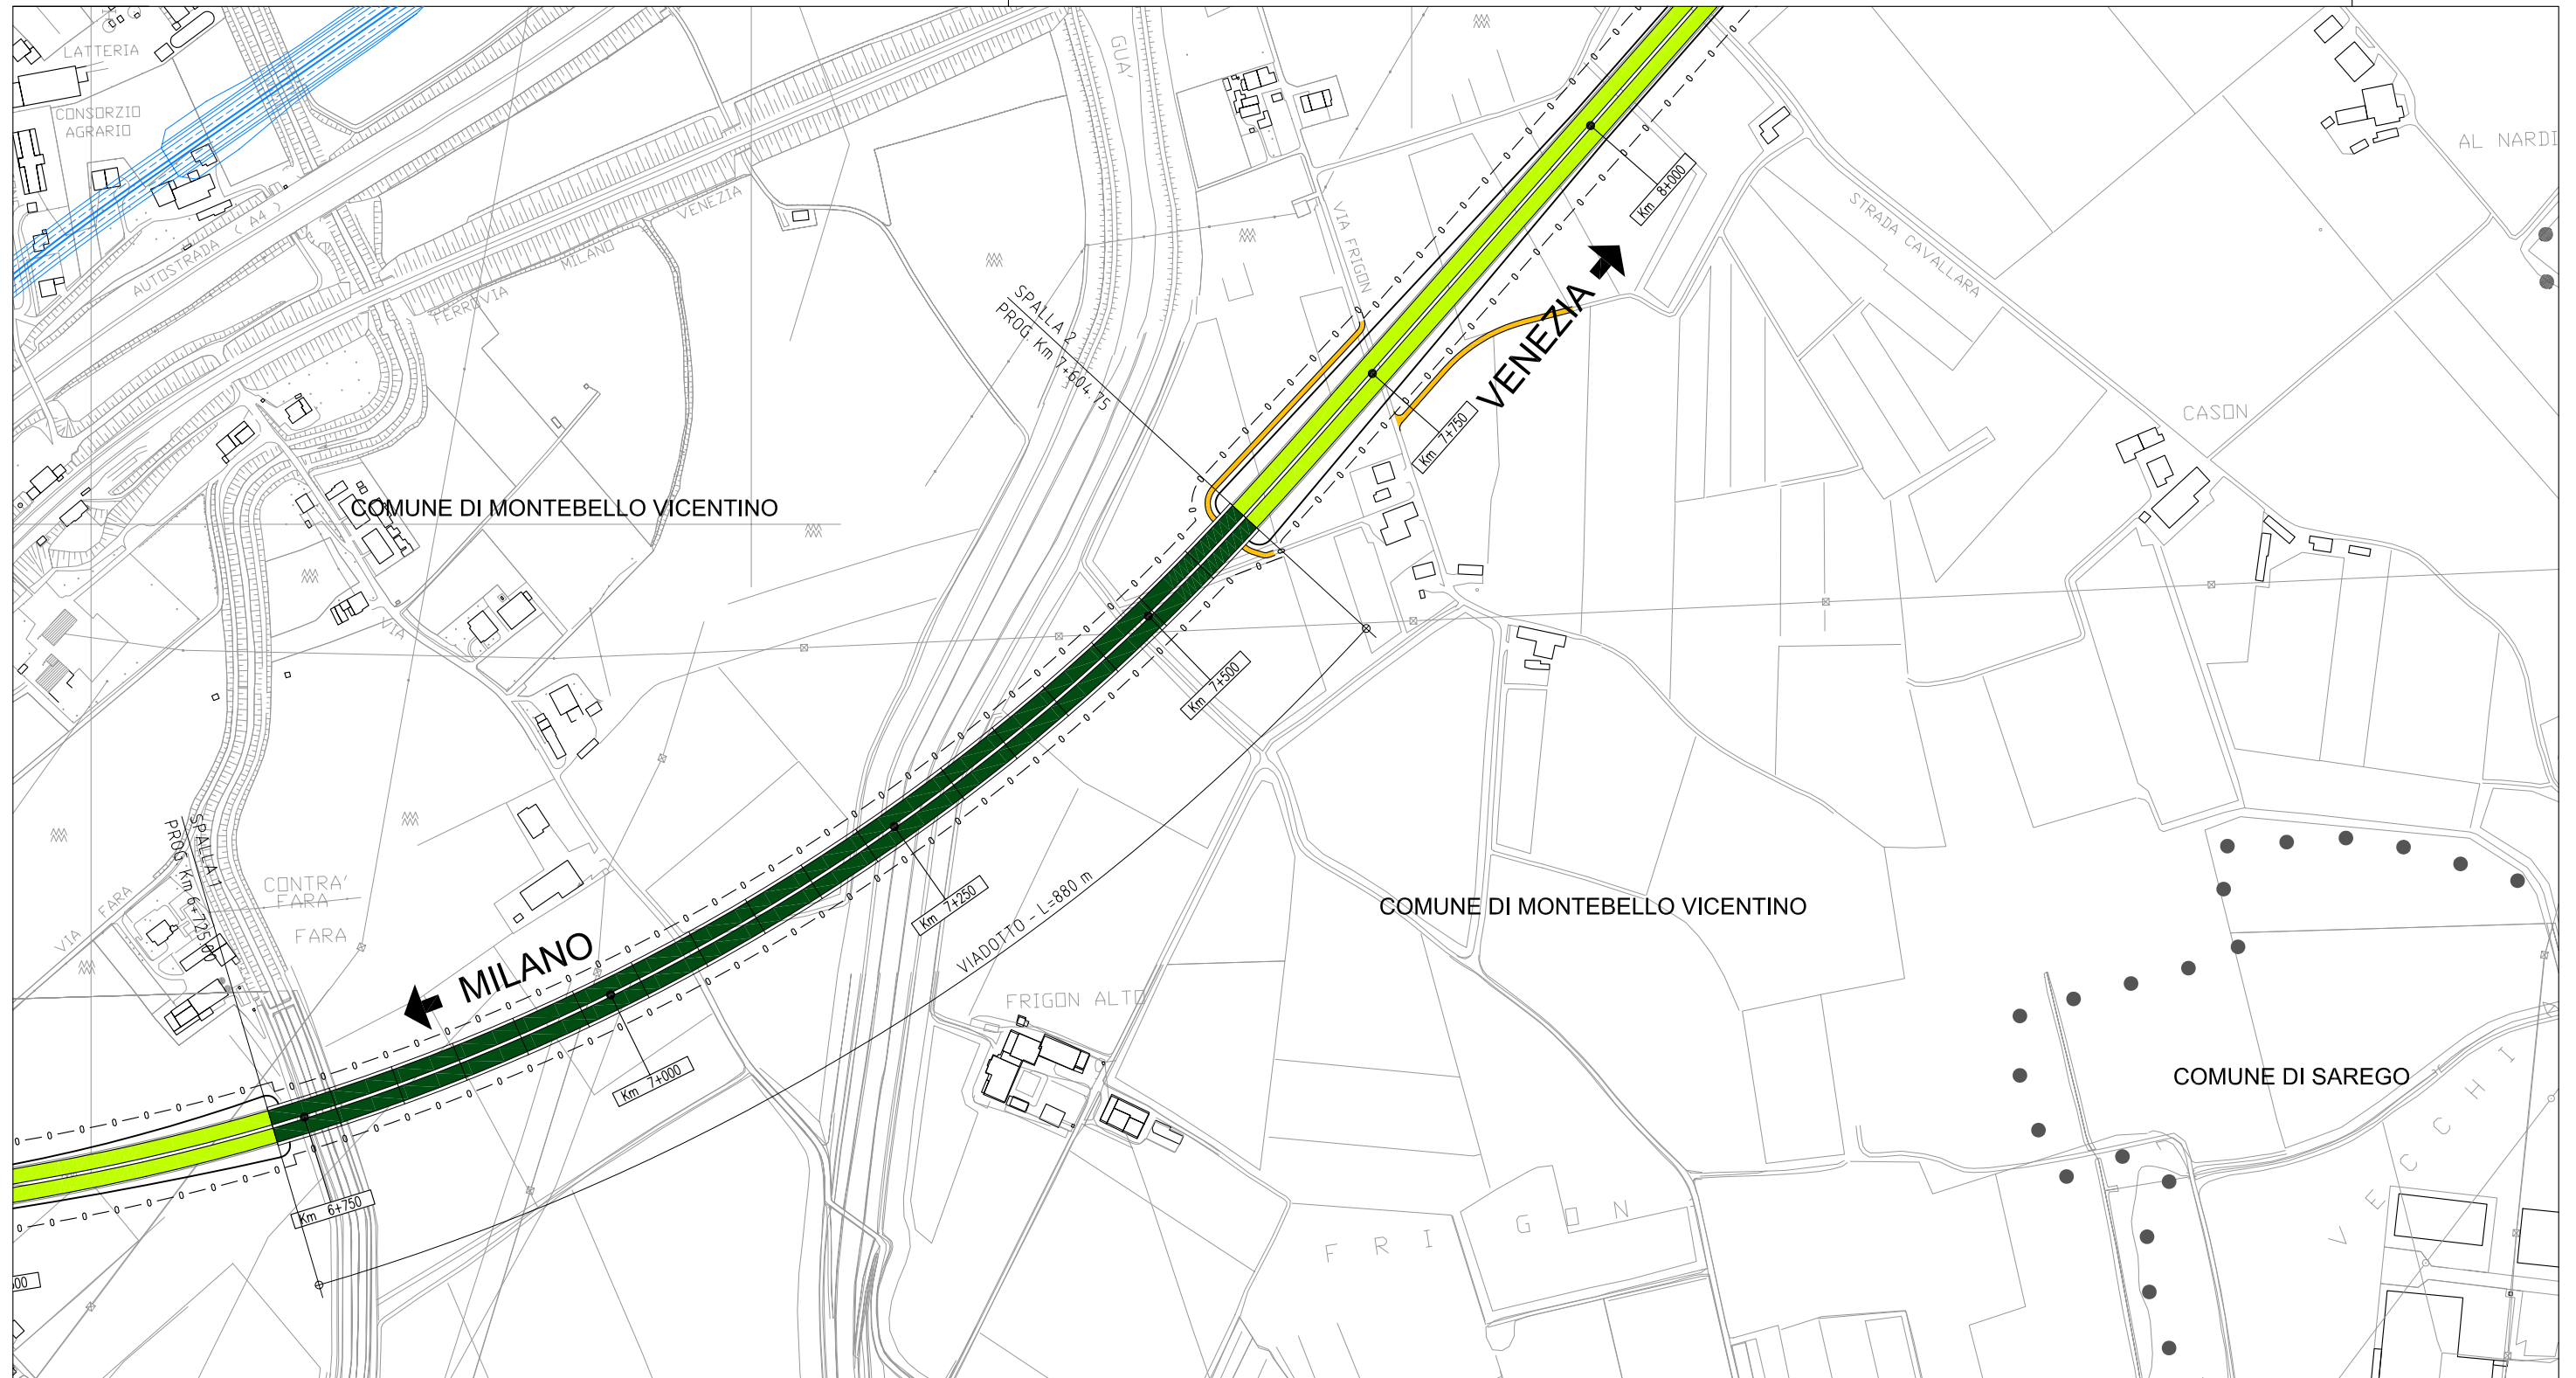 LATTERIA
CONSORZIO
AGRARIO
AUTOSTRADA ( A4 )
FERROVIA
MILANO
VENEZIA
GUA'
VIA FRIGON
Km 8+000
STRADA CAVALLARA
AL NARDI
SPALLA 2
PROG. Km 7+604.75
VENEZIA
Km 7+750
CASON
COMUNE DI MONTEBELLO VICENTINO
VIA
Km 7+500
SPALLA 1
PROG Km 6+725.00
CONTRA'
FARA
FARA
VIA
FARA
Km 7+250
VIADOTTO - L=880 m
COMUNE DI MONTEBELLO VICENTINO
MILANO
FRIGON ALTO
Km 7+000
COMUNE DI SAREGO
Km 6+750
FRIGON
VECCHI